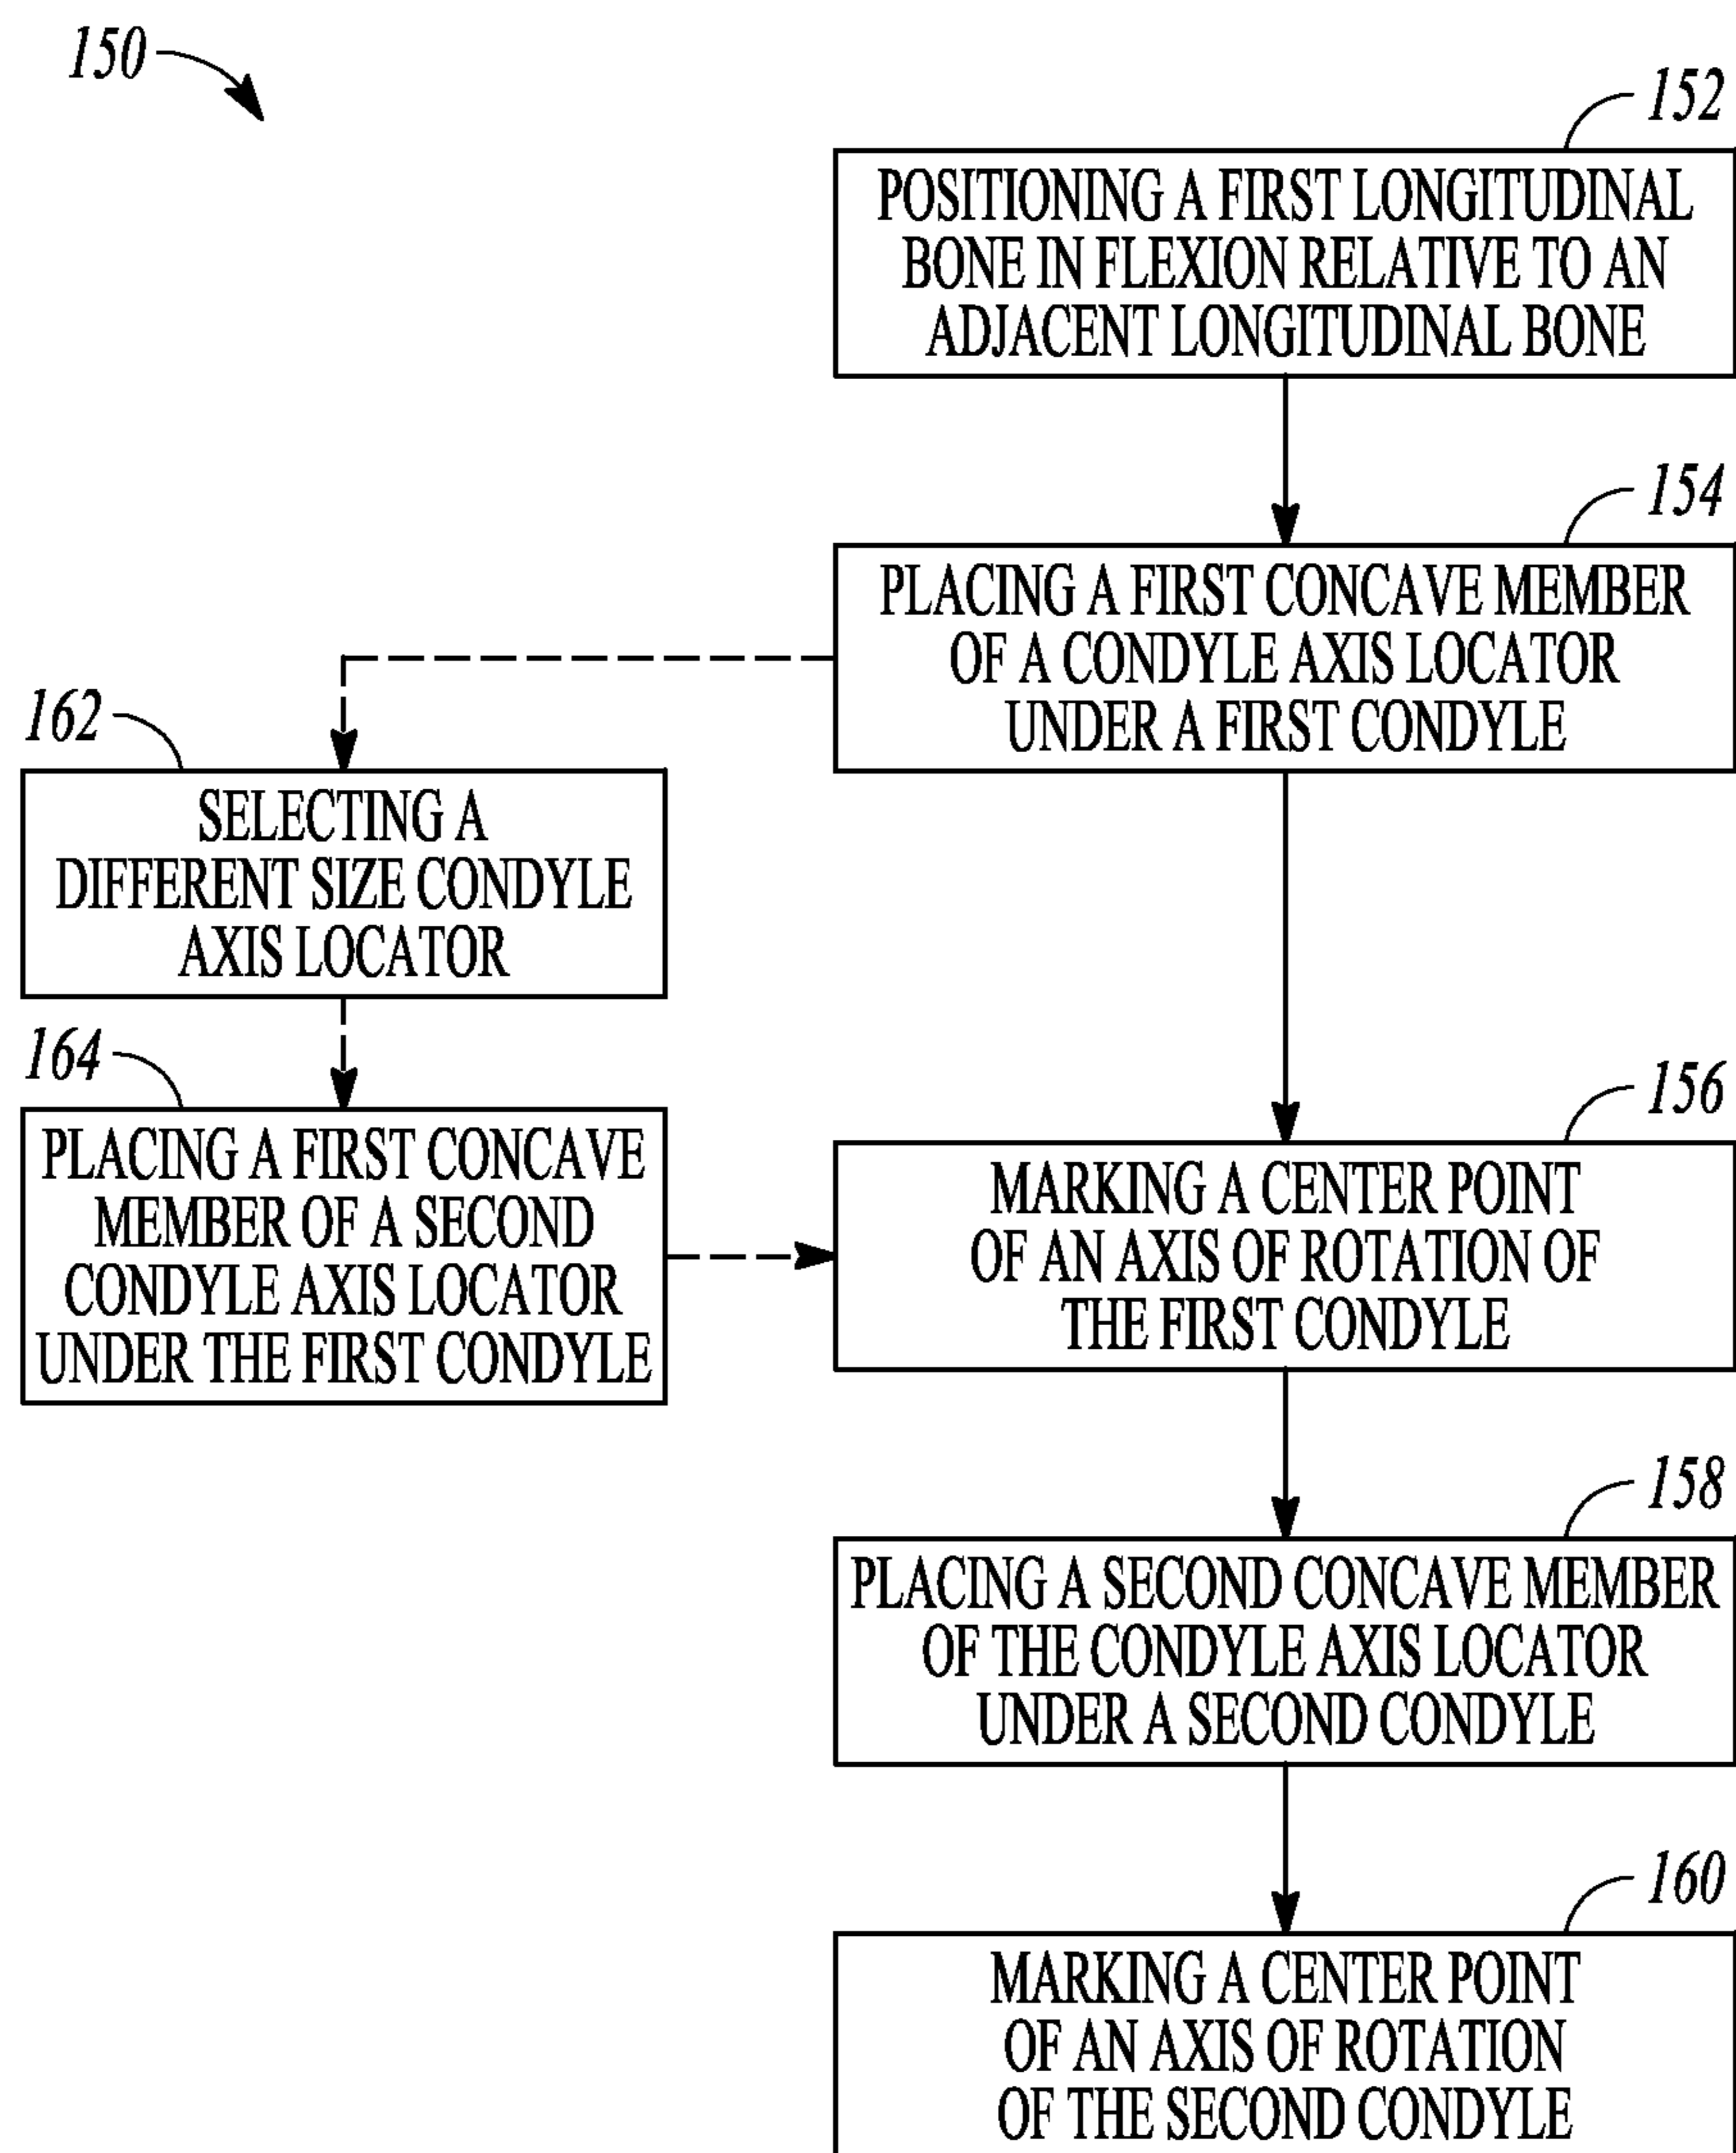 150
152
POSITIONING A FIRST LONGITUDINAL
BONE IN FLEXION RELATIVE TO AN
ADJACENT LONGITUDINAL BONE
154
PLACING A FIRST CONCAVE MEMBER
OF A CONDYLE AXIS LOCATOR
UNDER A FIRST CONDYLE
162
SELECTING A
DIFFERENT SIZE CONDYLE
AXIS LOCATOR
164
PLACING A FIRST CONCAVE
MEMBER OF A SECOND
CONDYLE AXIS LOCATOR
UNDER THE FIRST CONDYLE
156
MARKING A CENTER POINT
OF AN AXIS OF ROTATION OF
THE FIRST CONDYLE
158
PLACING A SECOND CONCAVE MEMBER
OF THE CONDYLE AXIS LOCATOR
UNDER A SECOND CONDYLE
160
MARKING A CENTER POINT
OF AN AXIS OF ROTATION
OF THE SECOND CONDYLE